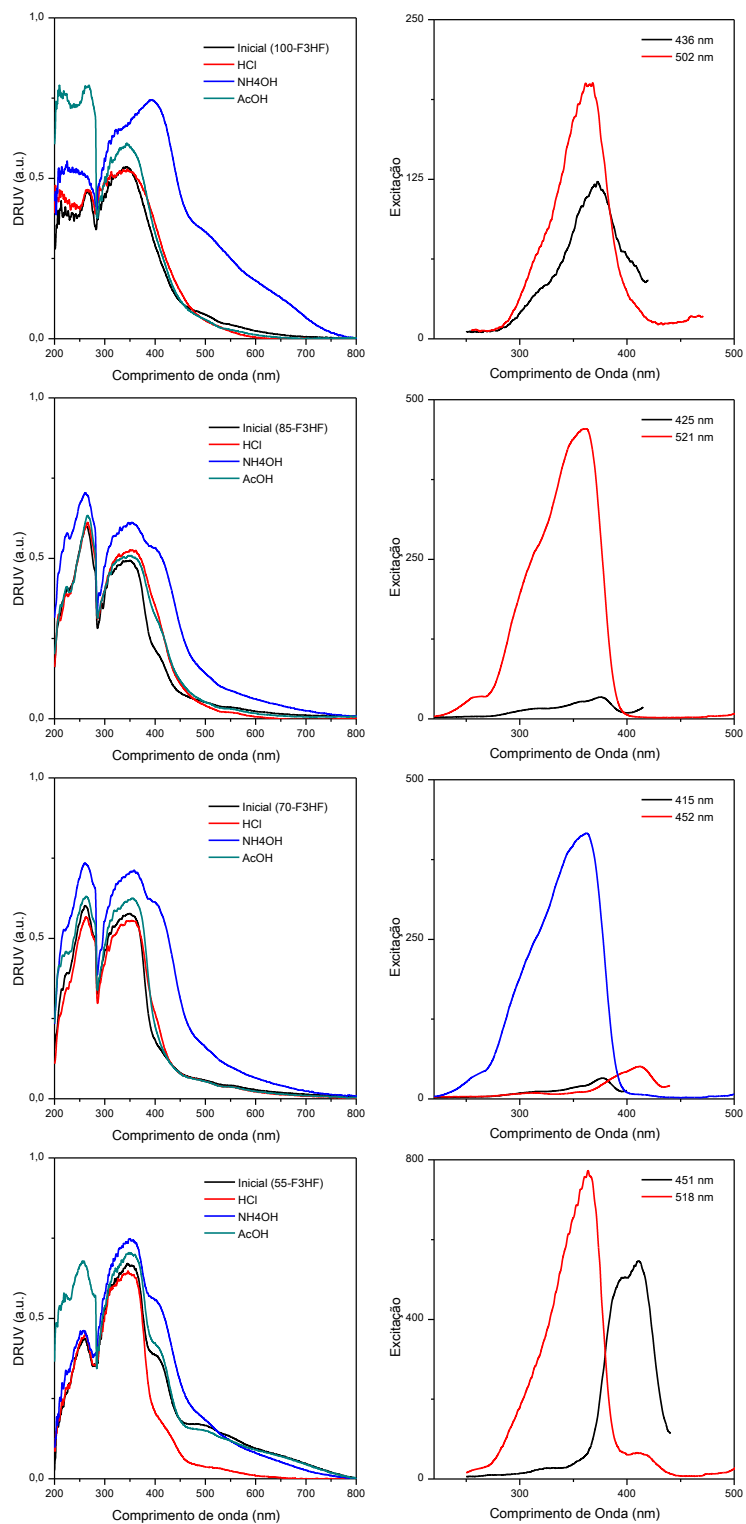 1,0
0,5
0,0
DRUV (a.u.)
Inicial (100-F3HF)
HCl
NH4OH
AcOH
200 300 400 500 600 700 800
Comprimento de onda (nm)
250
125
0
Excitação
436 nm
502 nm
300 400 500
Comprimento de Onda (nm)
1,0
0,5
0,0
DRUV (a.u.)
Inicial (85-F3HF)
HCl
NH4OH
AcOH
200 300 400 500 600 700 800
Comprimento de onda (nm)
500
250
0
Excitação
425 nm
521 nm
300 400 500
Comprimento de Onda (nm)
1,0
0,5
0,0
DRUV (a.u.)
Inicial (70-F3HF)
HCl
NH4OH
AcOH
200 300 400 500 600 700 800
Comprimento de onda (nm)
500
250
0
Excitação
415 nm
452 nm
300 400 500
Comprimento de Onda (nm)
1,0
0,5
0,0
DRUV (a.u.)
Inicial (55-F3HF)
HCl
NH4OH
AcOH
200 300 400 500 600 700 800
Comprimento de onda (nm)
800
400
0
Excitação
451 nm
518 nm
300 400 500
Comprimento de Onda (nm)